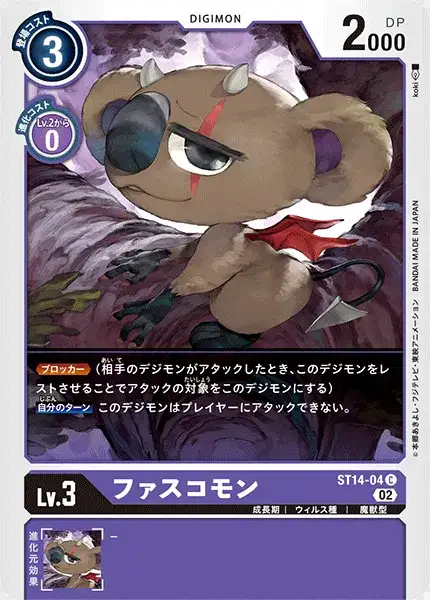 登場コスト
3
DIGIMON
DP
2000
進化コスト
Lv.2から
0
koki
©本郷あきよし・フジテレビ・東映アニメーション BANDAI MADE IN JAPAN
ブロッカー (相手のデジモンがアタックしたとき、このデジモンをレ
ストさせることでアタックの対象をこのデジモンにする)
自分のターン このデジモンはプレイヤーにアタックできない。
ST14-04 C
02
Lv.3
ファスコモン
成長期 | ウィルス種 | 魔獣型
進化元効果
-